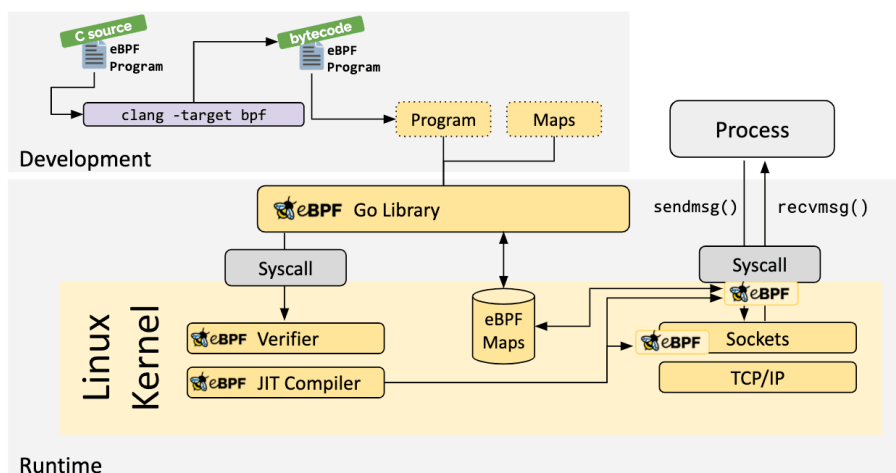 C source
eBPF
Program
bytecode
eBPF
Program
clang -target bpf
Program
Maps
Development
Process
sendmsg()
recvmsg()
eBPF Go Library
Syscall
Syscall
eBPF
Linux
Kernel
eBPF Verifier
eBPF
Maps
eBPF Sockets
eBPF JIT Compiler
TCP/IP
Runtime